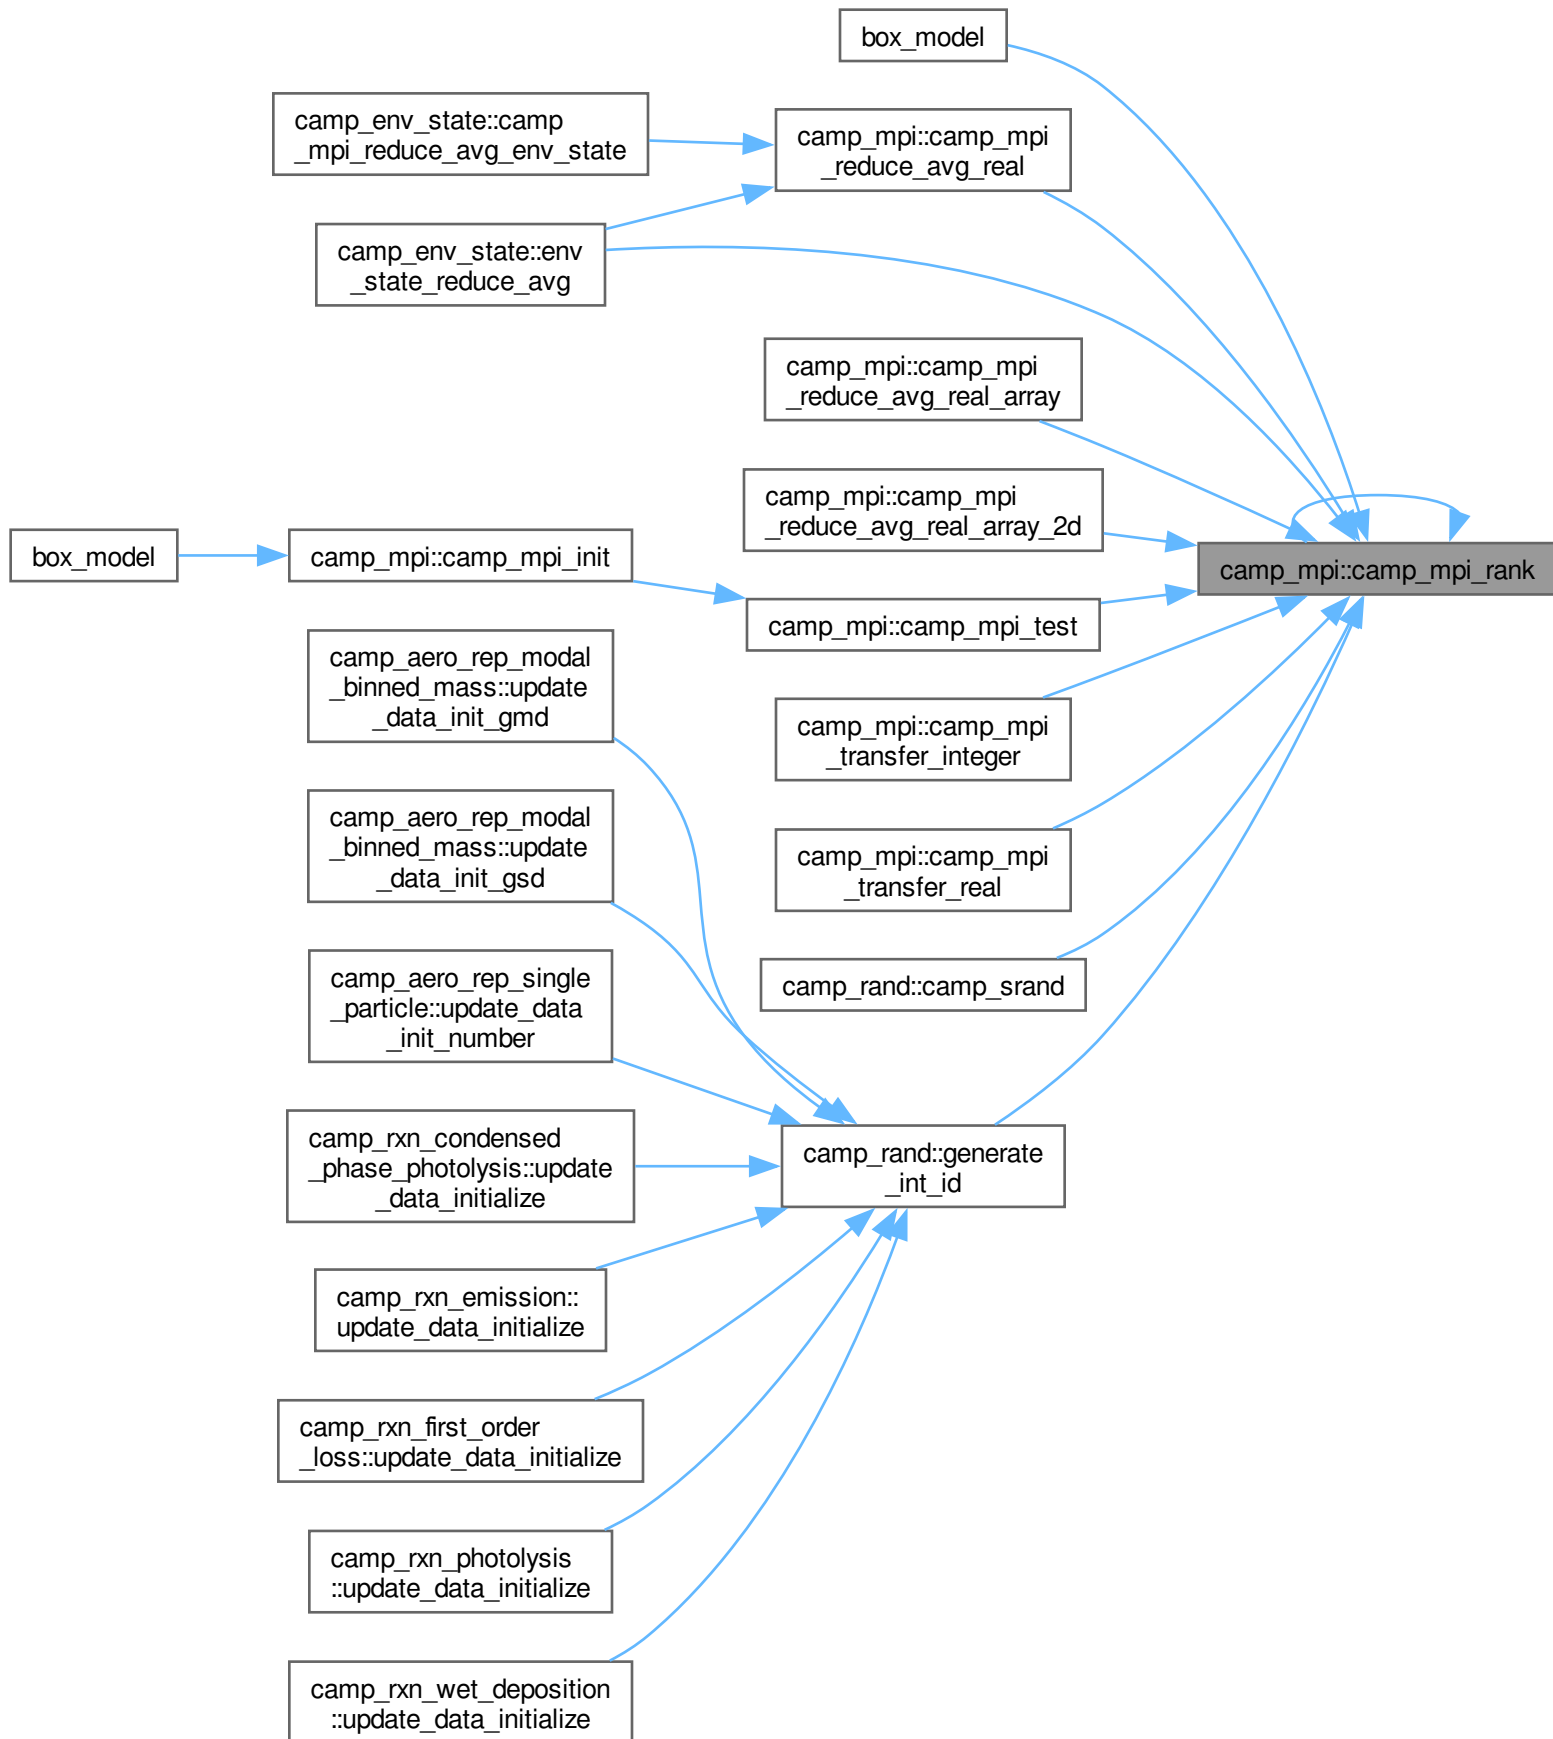 box_model
camp_env_state::camp
_mpi_reduce_avg_env_state
camp_mpi::camp_mpi
_reduce_avg_real
camp_env_state::env
_state_reduce_avg
camp_mpi::camp_mpi
_reduce_avg_real_array
camp_mpi::camp_mpi
_reduce_avg_real_array_2d
box_model
camp_mpi::camp_mpi_init
camp_mpi::camp_mpi_rank
camp_mpi::camp_mpi_test
camp_aero_rep_modal
_binned_mass::update
_data_init_gmd
camp_mpi::camp_mpi
_transfer_integer
camp_aero_rep_modal
_binned_mass::update
_data_init_gsd
camp_mpi::camp_mpi
_transfer_real
camp_aero_rep_single
_particle::update_data
_init_number
camp_rand::camp_srand
camp_rxn_condensed
_phase_photolysis::update
_data_initialize
camp_rand::generate
_int_id
camp_rxn_emission::
update_data_initialize
camp_rxn_first_order
_loss::update_data_initialize
camp_rxn_photolysis
::update_data_initialize
camp_rxn_wet_deposition
::update_data_initialize